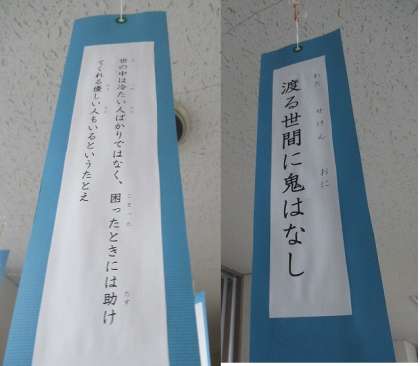 世の中は冷たい人ばかりではなく、困ったときには助け
てくれる優しい人もいるというたとえ
渡る世間に鬼はなし